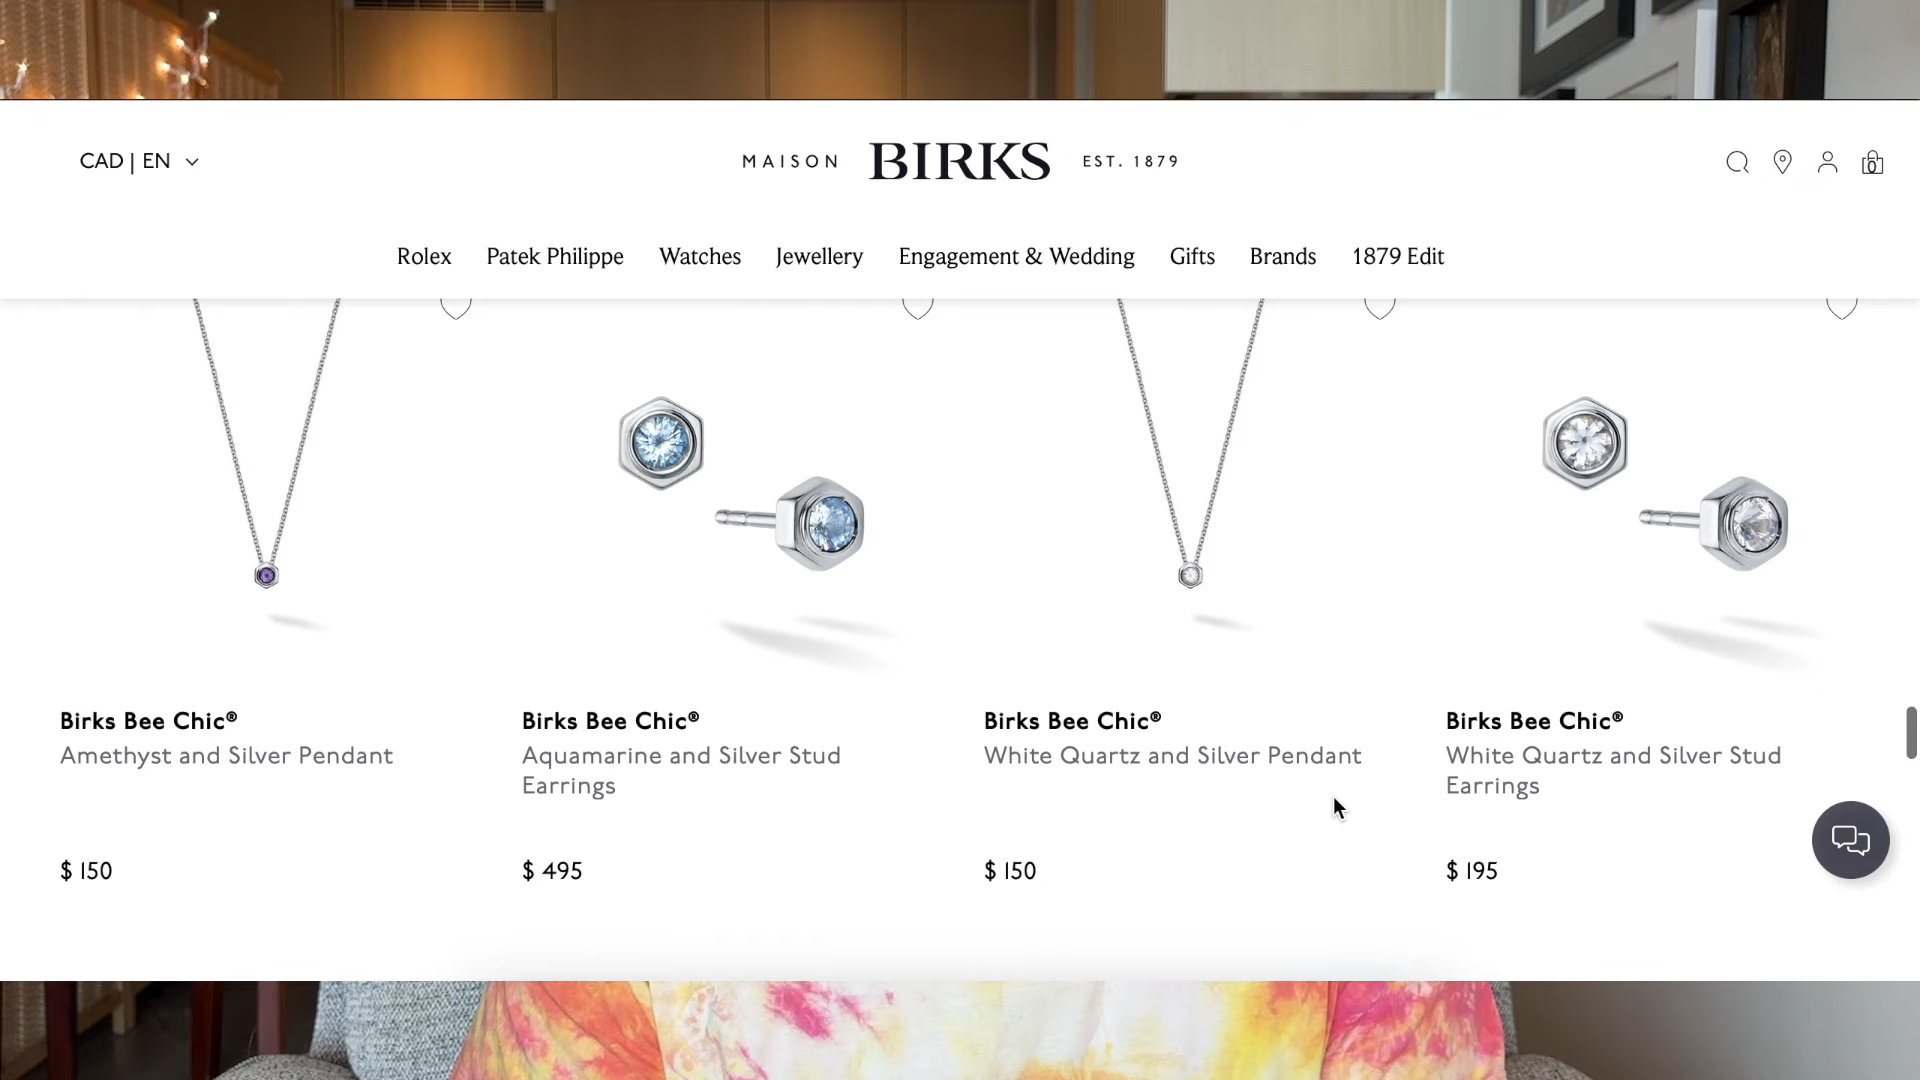 CAD | EN
MAISON BIRKS EST. 1879
0
Rolex Patek Philippe Watches Jewellery Engagement & Wedding Gifts Brands 1879 Edit
Birks Bee Chic®
Amethyst and Silver Pendant
$ 150
Birks Bee Chic®
Aquamarine and Silver Stud
Earrings
$ 495
Birks Bee Chic®
White Quartz and Silver Pendant
$ 150
Birks Bee Chic®
White Quartz and Silver Stud
Earrings
$ 195